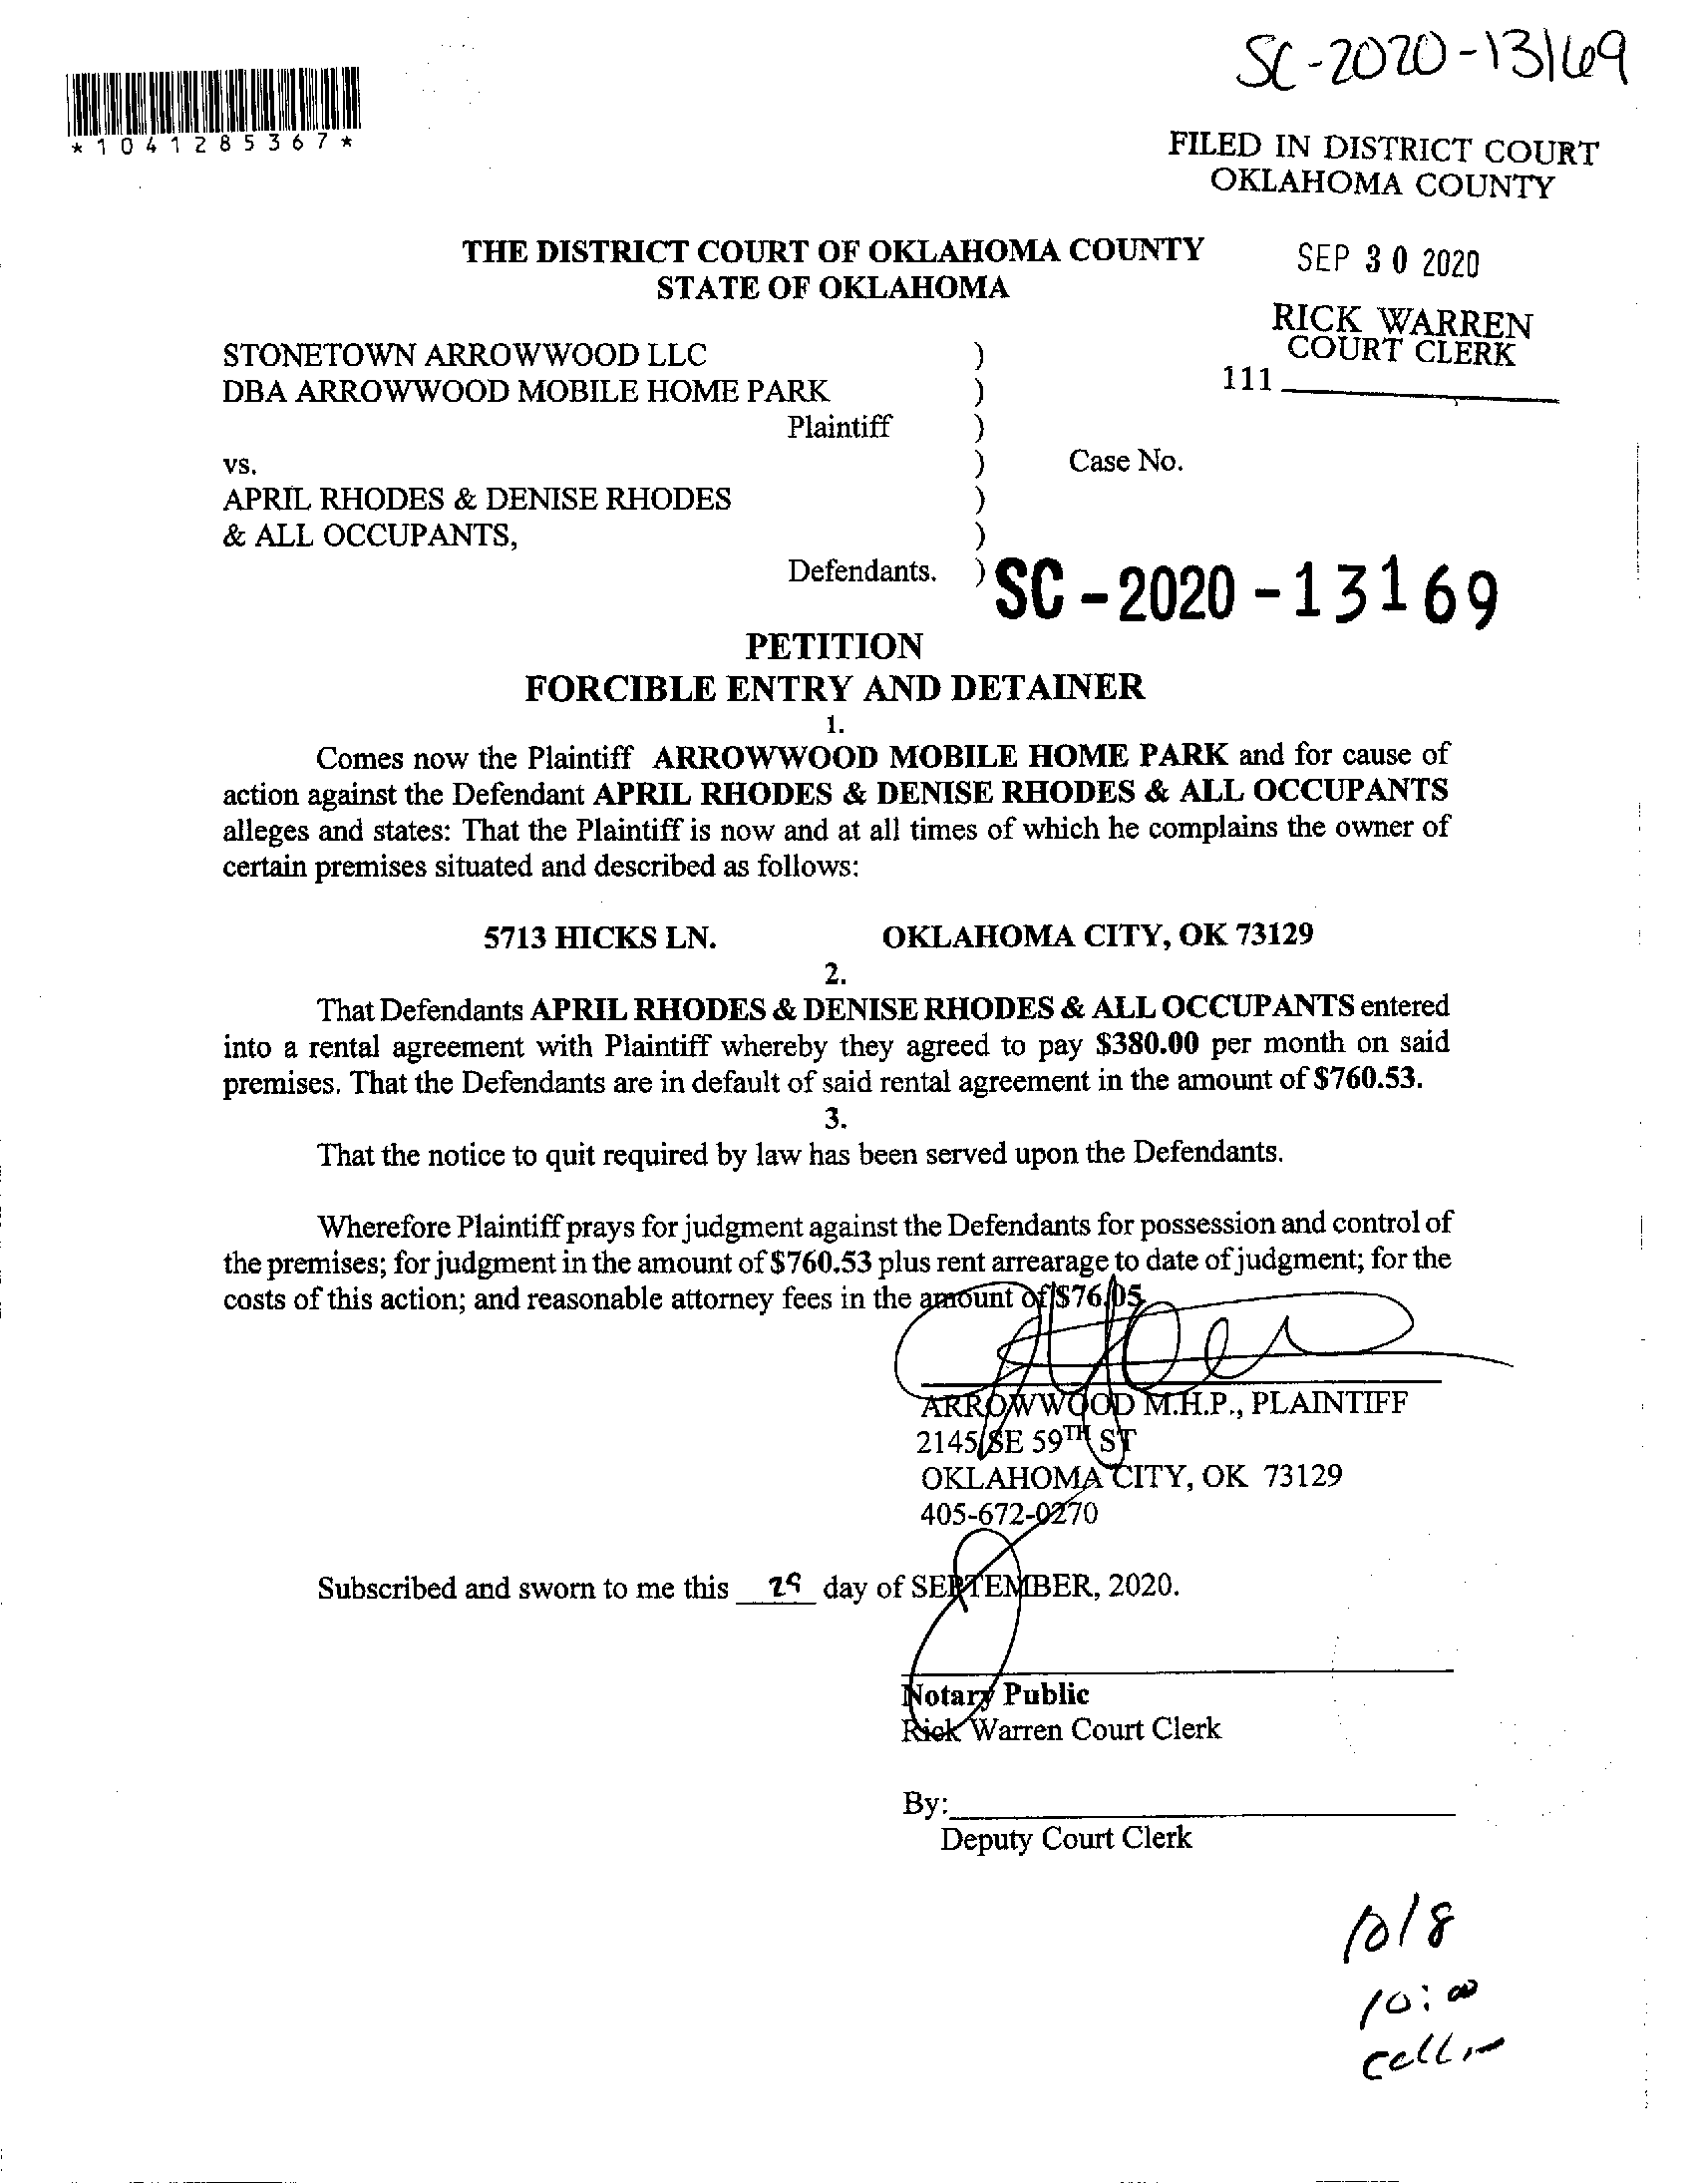 SC-2020-13169
*1041285367*
FILED IN DISTRICT COURT
OKLAHOMA COUNTY
THE DISTRICT COURT OF OKLAHOMA COUNTY
STATE OF OKLAHOMA
SEP 30 2020
RICK WARREN
COURT CLERK
111
STONETOWN ARROWWOOD LLC )
DBA ARROWWOOD MOBILE HOME PARK )
Plaintiff )
vs. ) Case No.
APRIL RHODES & DENISE RHODES )
& ALL OCCUPANTS, )
Defendants. ) SC-2020-13169
PETITION
FORCIBLE ENTRY AND DETAINER
1.
Comes now the Plaintiff ARROWWOOD MOBILE HOME PARK and for cause of
action against the Defendant APRIL RHODES & DENISE RHODES & ALL OCCUPANTS
alleges and states: That the Plaintiff is now and at all times of which he complains the owner of
certain premises situated and described as follows:
5713 HICKS LN. OKLAHOMA CITY, OK 73129
2.
That Defendants APRIL RHODES & DENISE RHODES & ALL OCCUPANTS entered
into a rental agreement with Plaintiff whereby they agreed to pay $380.00 per month on said
premises. That the Defendants are in default of said rental agreement in the amount of $760.53.
3.
That the notice to quit required by law has been served upon the Defendants.
Wherefore Plaintiff prays for judgment against the Defendants for possession and control of
the premises; for judgment in the amount of $760.53 plus rent arrearage to date of judgment; for the
costs of this action; and reasonable attorney fees in the amount of $76.05.
ARROWWOOD M.H.P., PLAINTIFF
2145 SE 59TH ST
OKLAHOMA CITY, OK 73129
405-672-0270
Subscribed and sworn to me this 29 day of SEPTEMBER, 2020.
Notary Public
Rick Warren Court Clerk
By:
Deputy Court Clerk
10/8
10:00